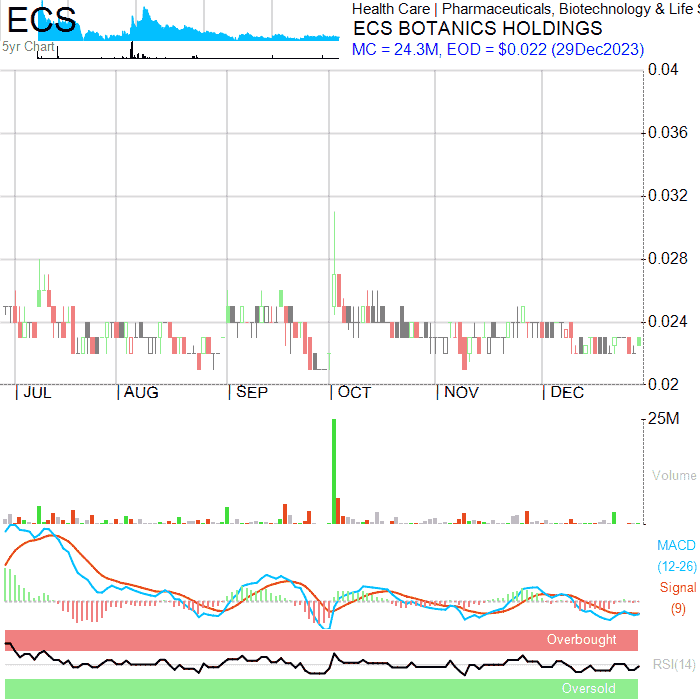 ECS
5yr Chart
Health Care | Pharmaceuticals, Biotechnology & Life S
ECS BOTANICS HOLDINGS
MC = 24.3M, EOD = $0.022 (29Dec2023)
0.04
0.036
0.032
0.028
0.024
0.02
JUL AUG SEP OCT NOV DEC
25M
Volume
MACD
(12-26)
Signal
(9)
Overbought
RSI(14)
Oversold